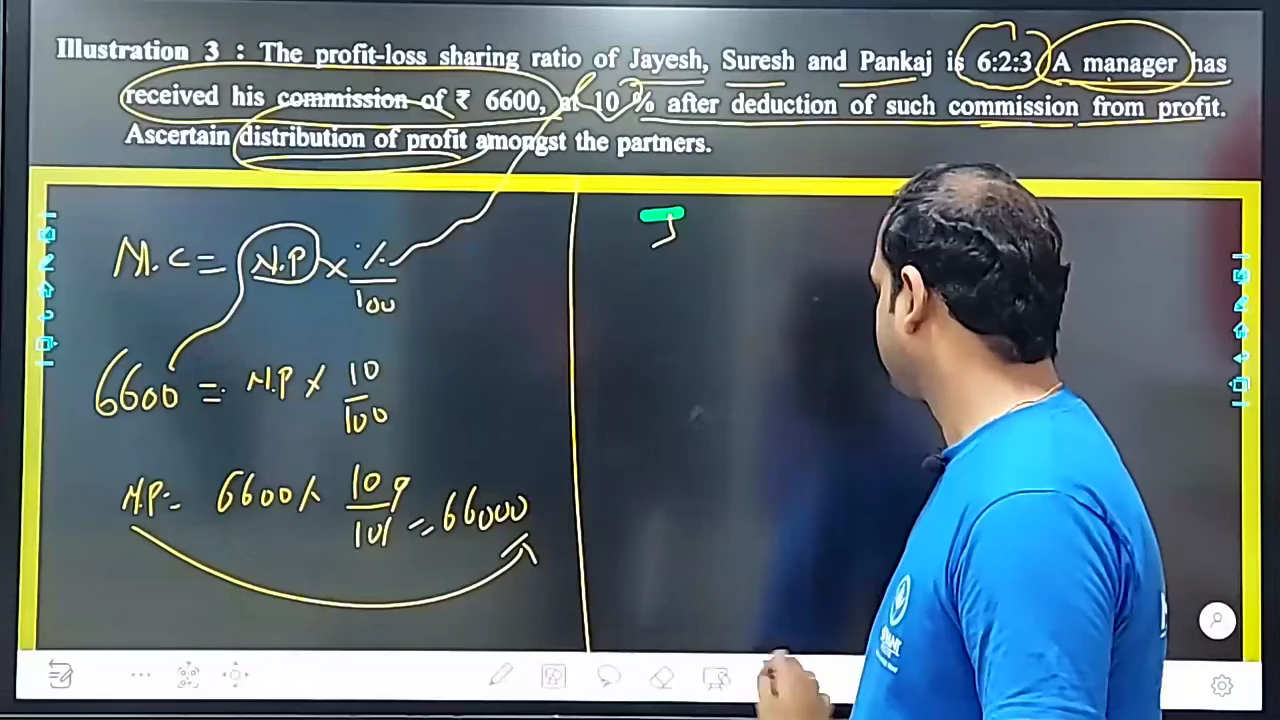 Illustration 3 : The profit-loss sharing ratio of Jayesh, Suresh and Pankaj is 6:2:3. A manager has
received his commission of ₹ 6600, at 10 % after deduction of such commission from profit.
Ascertain distribution of profit amongst the partners.
M.C = N.P × %/100
6600 = N.P × 10/100
N.P = 6600 × 100/10 = 66000
J